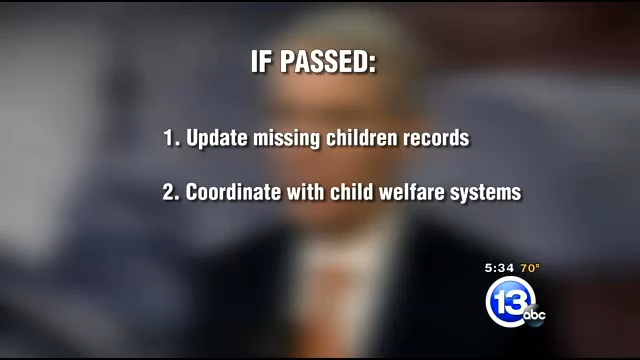 IF PASSED:
1. Update missing children records
2. Coordinate with child welfare systems
5:34 70°
13
abc